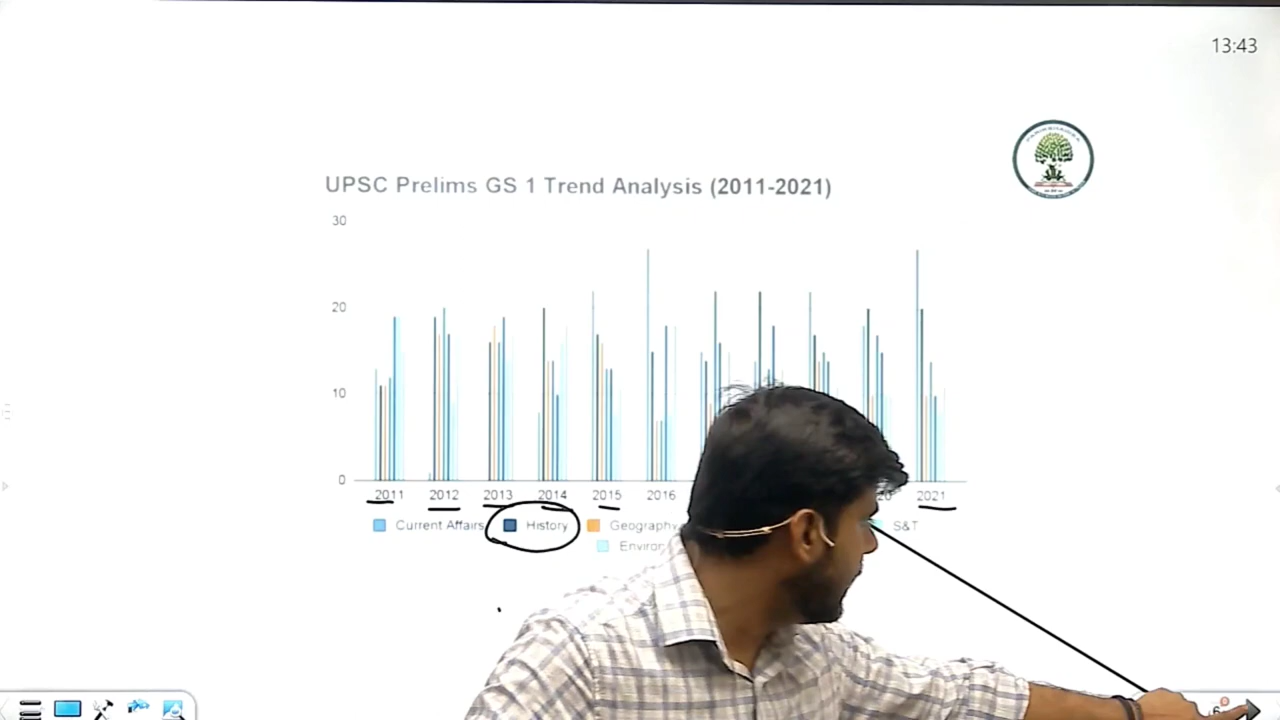 13:43
UPSC Prelims GS 1 Trend Analysis (2011-2021)
30
20
10
0
2011 2012 2013 2014 2015 2016 2021
Current Affairs History Geography S&T